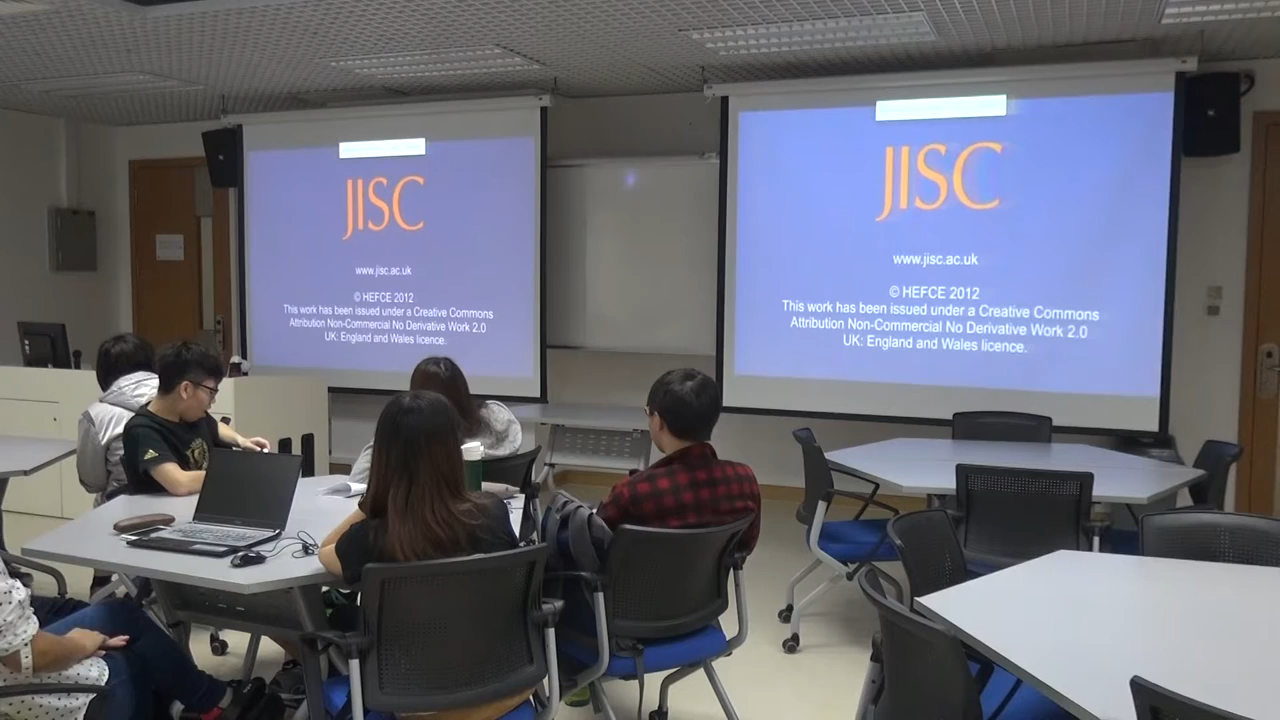 JISC
www.jisc.ac.uk
© HEFCE 2012
This work has been issued under a Creative Commons
Attribution Non-Commercial No Derivative Work 2.0
UK: England and Wales licence.
JISC
www.jisc.ac.uk
© HEFCE 2012
This work has been issued under a Creative Commons
Attribution Non-Commercial No Derivative Work 2.0
UK: England and Wales licence.